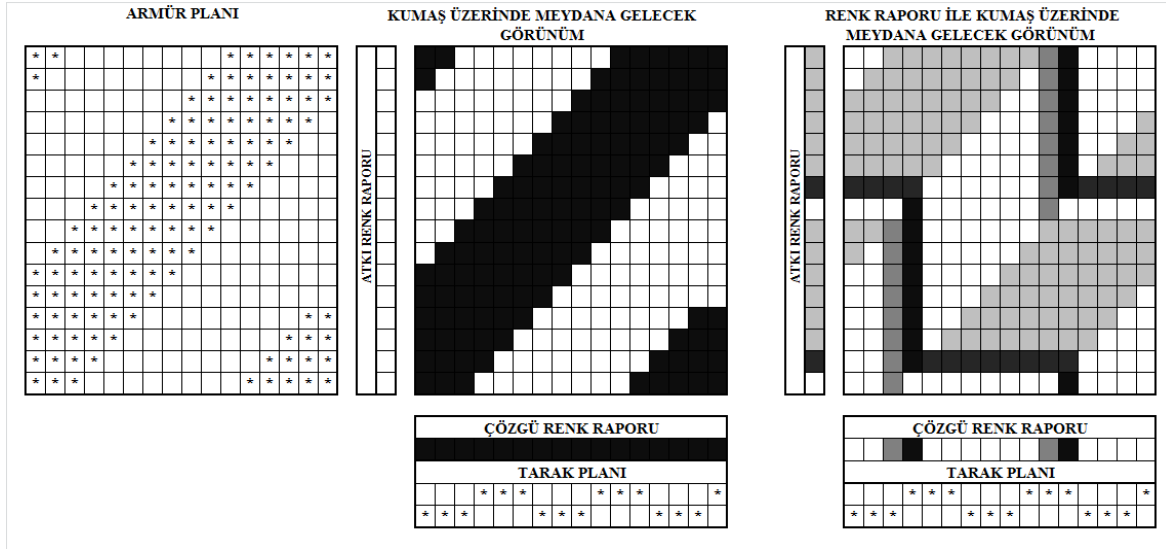 ARMÜR PLANI
KUMAŞ ÜZERİNDE MEYDANA GELECEK
GÖRÜNÜM
RENK RAPORU İLE KUMAŞ ÜZERİNDE
MEYDANA GELECEK GÖRÜNÜM
ATKI RENK RAPORU
ATKI RENK RAPORU
ÇÖZGÜ RENK RAPORU
TARAK PLANI
ÇÖZGÜ RENK RAPORU
TARAK PLANI